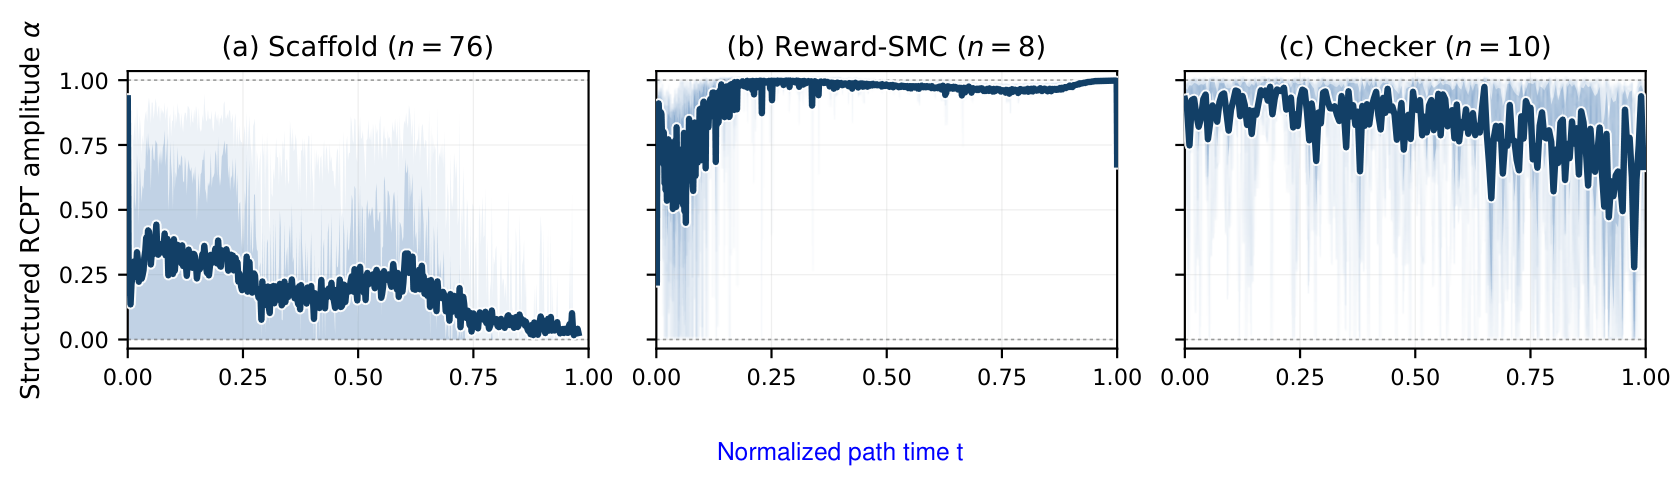 (a) Scaffold (n = 76)
(b) Reward-SMC (n = 8)
(c) Checker (n = 10)
Structured RCPT amplitude α
1.00
0.75
0.50
0.25
0.00
0.00 0.25 0.50 0.75 1.00
0.00 0.25 0.50 0.75 1.00
0.00 0.25 0.50 0.75 1.00
Normalized path time t